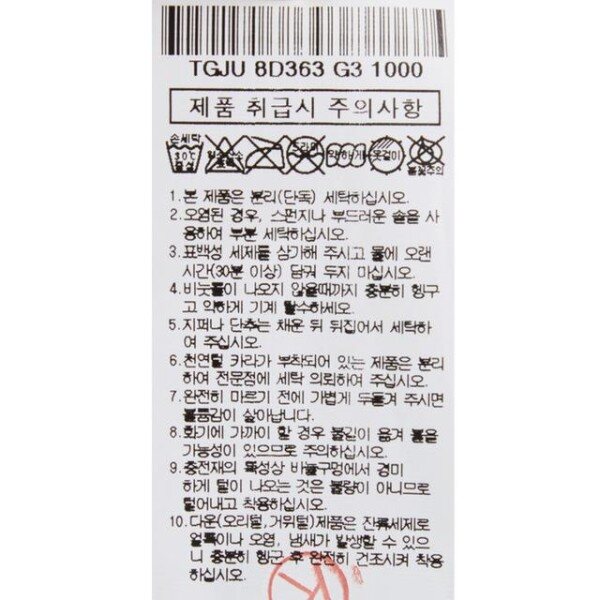 TGJU 8D363 G3 1000
제품 취급시 주의사항
손세탁
30℃
중성
드라이
약하게
옷걸이
불꽃주의
1.본 제품은 분리(단독) 세탁하십시오.
2.오염된 경우, 스펀지나 부드러운 솔을 사
용하여 부분 세탁하십시오.
3.표백성 세제를 삼가해 주시고 물에 오랜
시간(30분 이상) 담궈 두지 마십시오.
4.비눗물이 나오지 않을때까지 충분히 헹구
고 약하게 기계 탈수하세요.
5.지퍼나 단추는 채운 뒤 뒤집어서 세탁하
여 주십시오.
6.천연털 카라가 부착되어 있는 제품은 분리
하여 전문점에 세탁 의뢰하여 주십시오.
7.완전히 마르기 전에 가볍게 두들겨 주시면
볼륨감이 살아납니다.
8.화기에 가까이 할 경우 불길이 옮겨 붙을
가능성이 있으므로 주의하십시오.
9.충전재의 특성상 바늘구멍에서 경미
하게 털이 나오는 것은 불량이 아니므로
털어내고 착용하십시오.
10.다운(오리털,거위털)제품은 잔류세제로
얼룩이나 오염, 냄새가 발생할 수 있으
니 충분히 헹군 후 완전히 건조시켜 착용
하십시오.